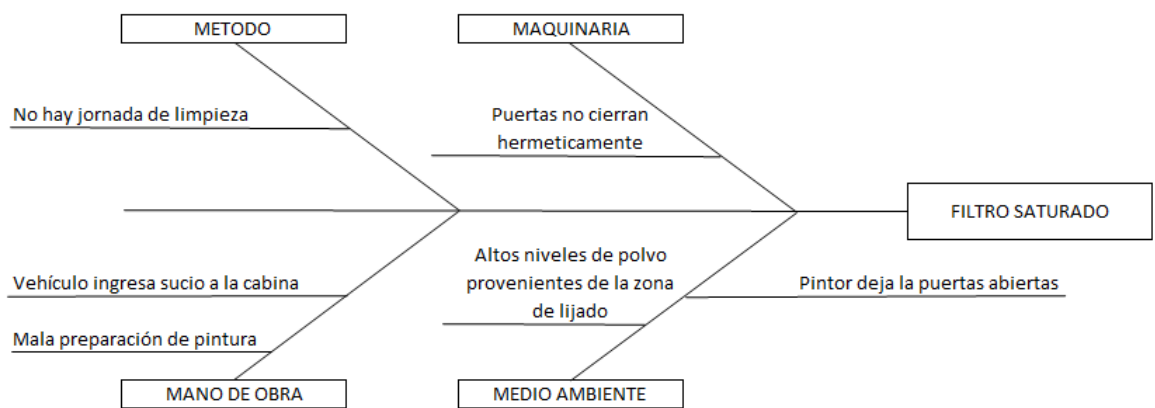 METODO
MAQUINARIA
No hay jornada de limpieza
Puertas no cierran
hermeticamente
FILTRO SATURADO
Vehículo ingresa sucio a la cabina
Mala preparación de pintura
Altos niveles de polvo
provenientes de la zona
de lijado
Pintor deja la puertas abiertas
MANO DE OBRA
MEDIO AMBIENTE